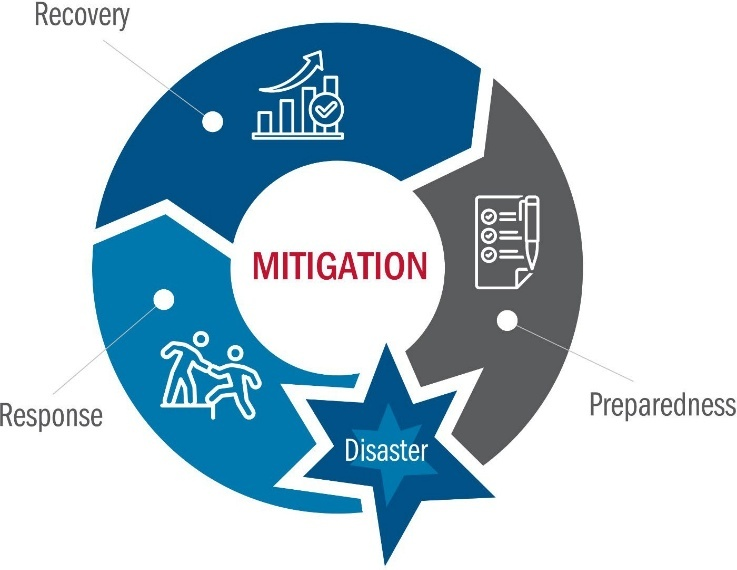 Recovery
MITIGATION
Preparedness
Response
Disaster